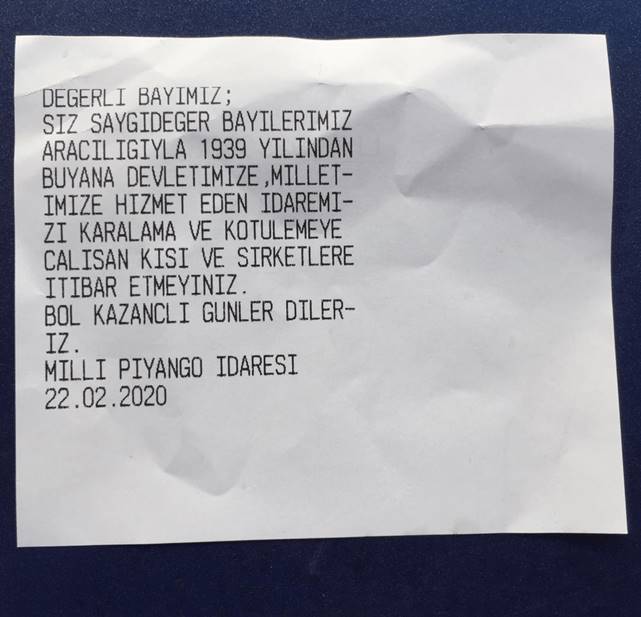 DEGERLI BAYIMIZ;
SIZ SAYGIDEGER BAYILERIMIZ
ARACILIGIYLA 1939 YILINDAN
BUYANA DEVLETIMIZE,MILLET-
IMIZE HIZMET EDEN IDAREMI-
ZI KARALAMA VE KOTULEMEYE
CALISAN KISI VE SIRKETLERE
ITIBAR ETMEYINIZ.
BOL KAZANCLI GUNLER DILER-
IZ.
MILLI PIYANGO IDARESI
22.02.2020